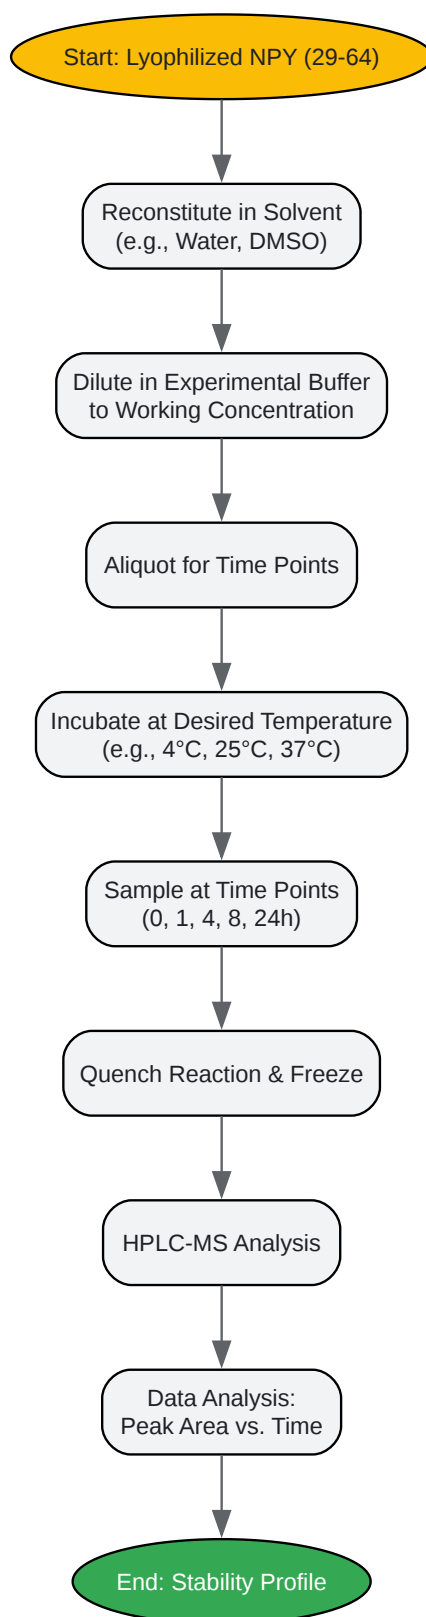 Start: Lyophilized NPY (29-64)
Reconstitute in Solvent
(e.g., Water, DMSO)
Dilute in Experimental Buffer
to Working Concentration
Aliquot for Time Points
Incubate at Desired Temperature
(e.g., 4°C, 25°C, 37°C)
Sample at Time Points
(0, 1, 4, 8, 24h)
Quench Reaction & Freeze
HPLC-MS Analysis
Data Analysis:
Peak Area vs. Time
End: Stability Profile